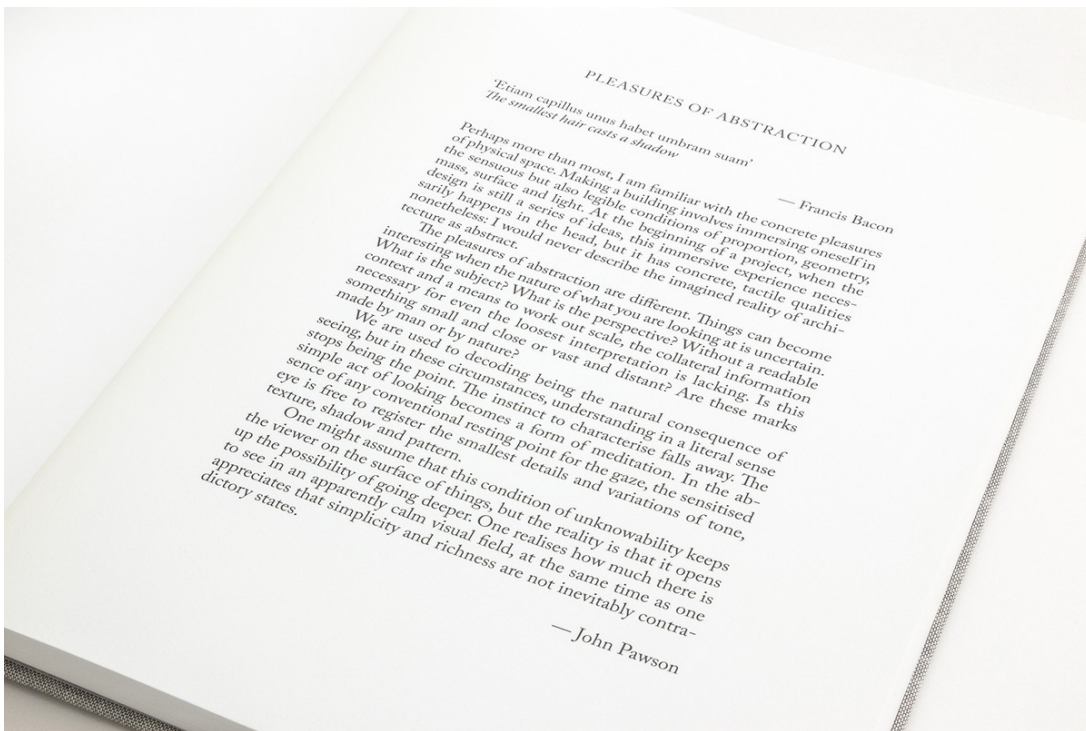 PLEASURES OF ABSTRACTION
‘Etiam capillus unus habet umbram suam’
The smallest hair casts a shadow
— Francis Bacon
Perhaps more than most, I am familiar with the concrete pleasures
of physical space. Making a building involves immersing oneself in
the sensuous but also legible conditions of proportion, geometry,
mass, surface and light. At the beginning of a project, when the
design is still a series of ideas, this immersive experience neces-
sarily happens in the head, but it has concrete, tactile qualities
nonetheless: I would never describe the imagined reality of archi-
tecture as abstract.
The pleasures of abstraction are different. Things can become
interesting when the nature of what you are looking at is uncertain.
What is the subject? What is the perspective? Without a readable
context and a means to work out scale, the collateral information
necessary for even the loosest interpretation is lacking. Is this
something small and close or vast and distant? Are these marks
made by man or by nature?
We are used to decoding being the natural consequence of
seeing, but in these circumstances, understanding in a literal sense
stops being the point. The instinct to characterise falls away. The
simple act of looking becomes a form of meditation. In the ab-
sence of any conventional resting point for the gaze, the sensitised
eye is free to register the smallest details and variations of tone,
texture, shadow and pattern.
One might assume that this condition of unknowability keeps
the viewer on the surface of things, but the reality is that it opens
up the possibility of going deeper. One realises how much there is
to see in an apparently calm visual field, at the same time as one
appreciates that simplicity and richness are not inevitably contra-
dictory states.
— John Pawson